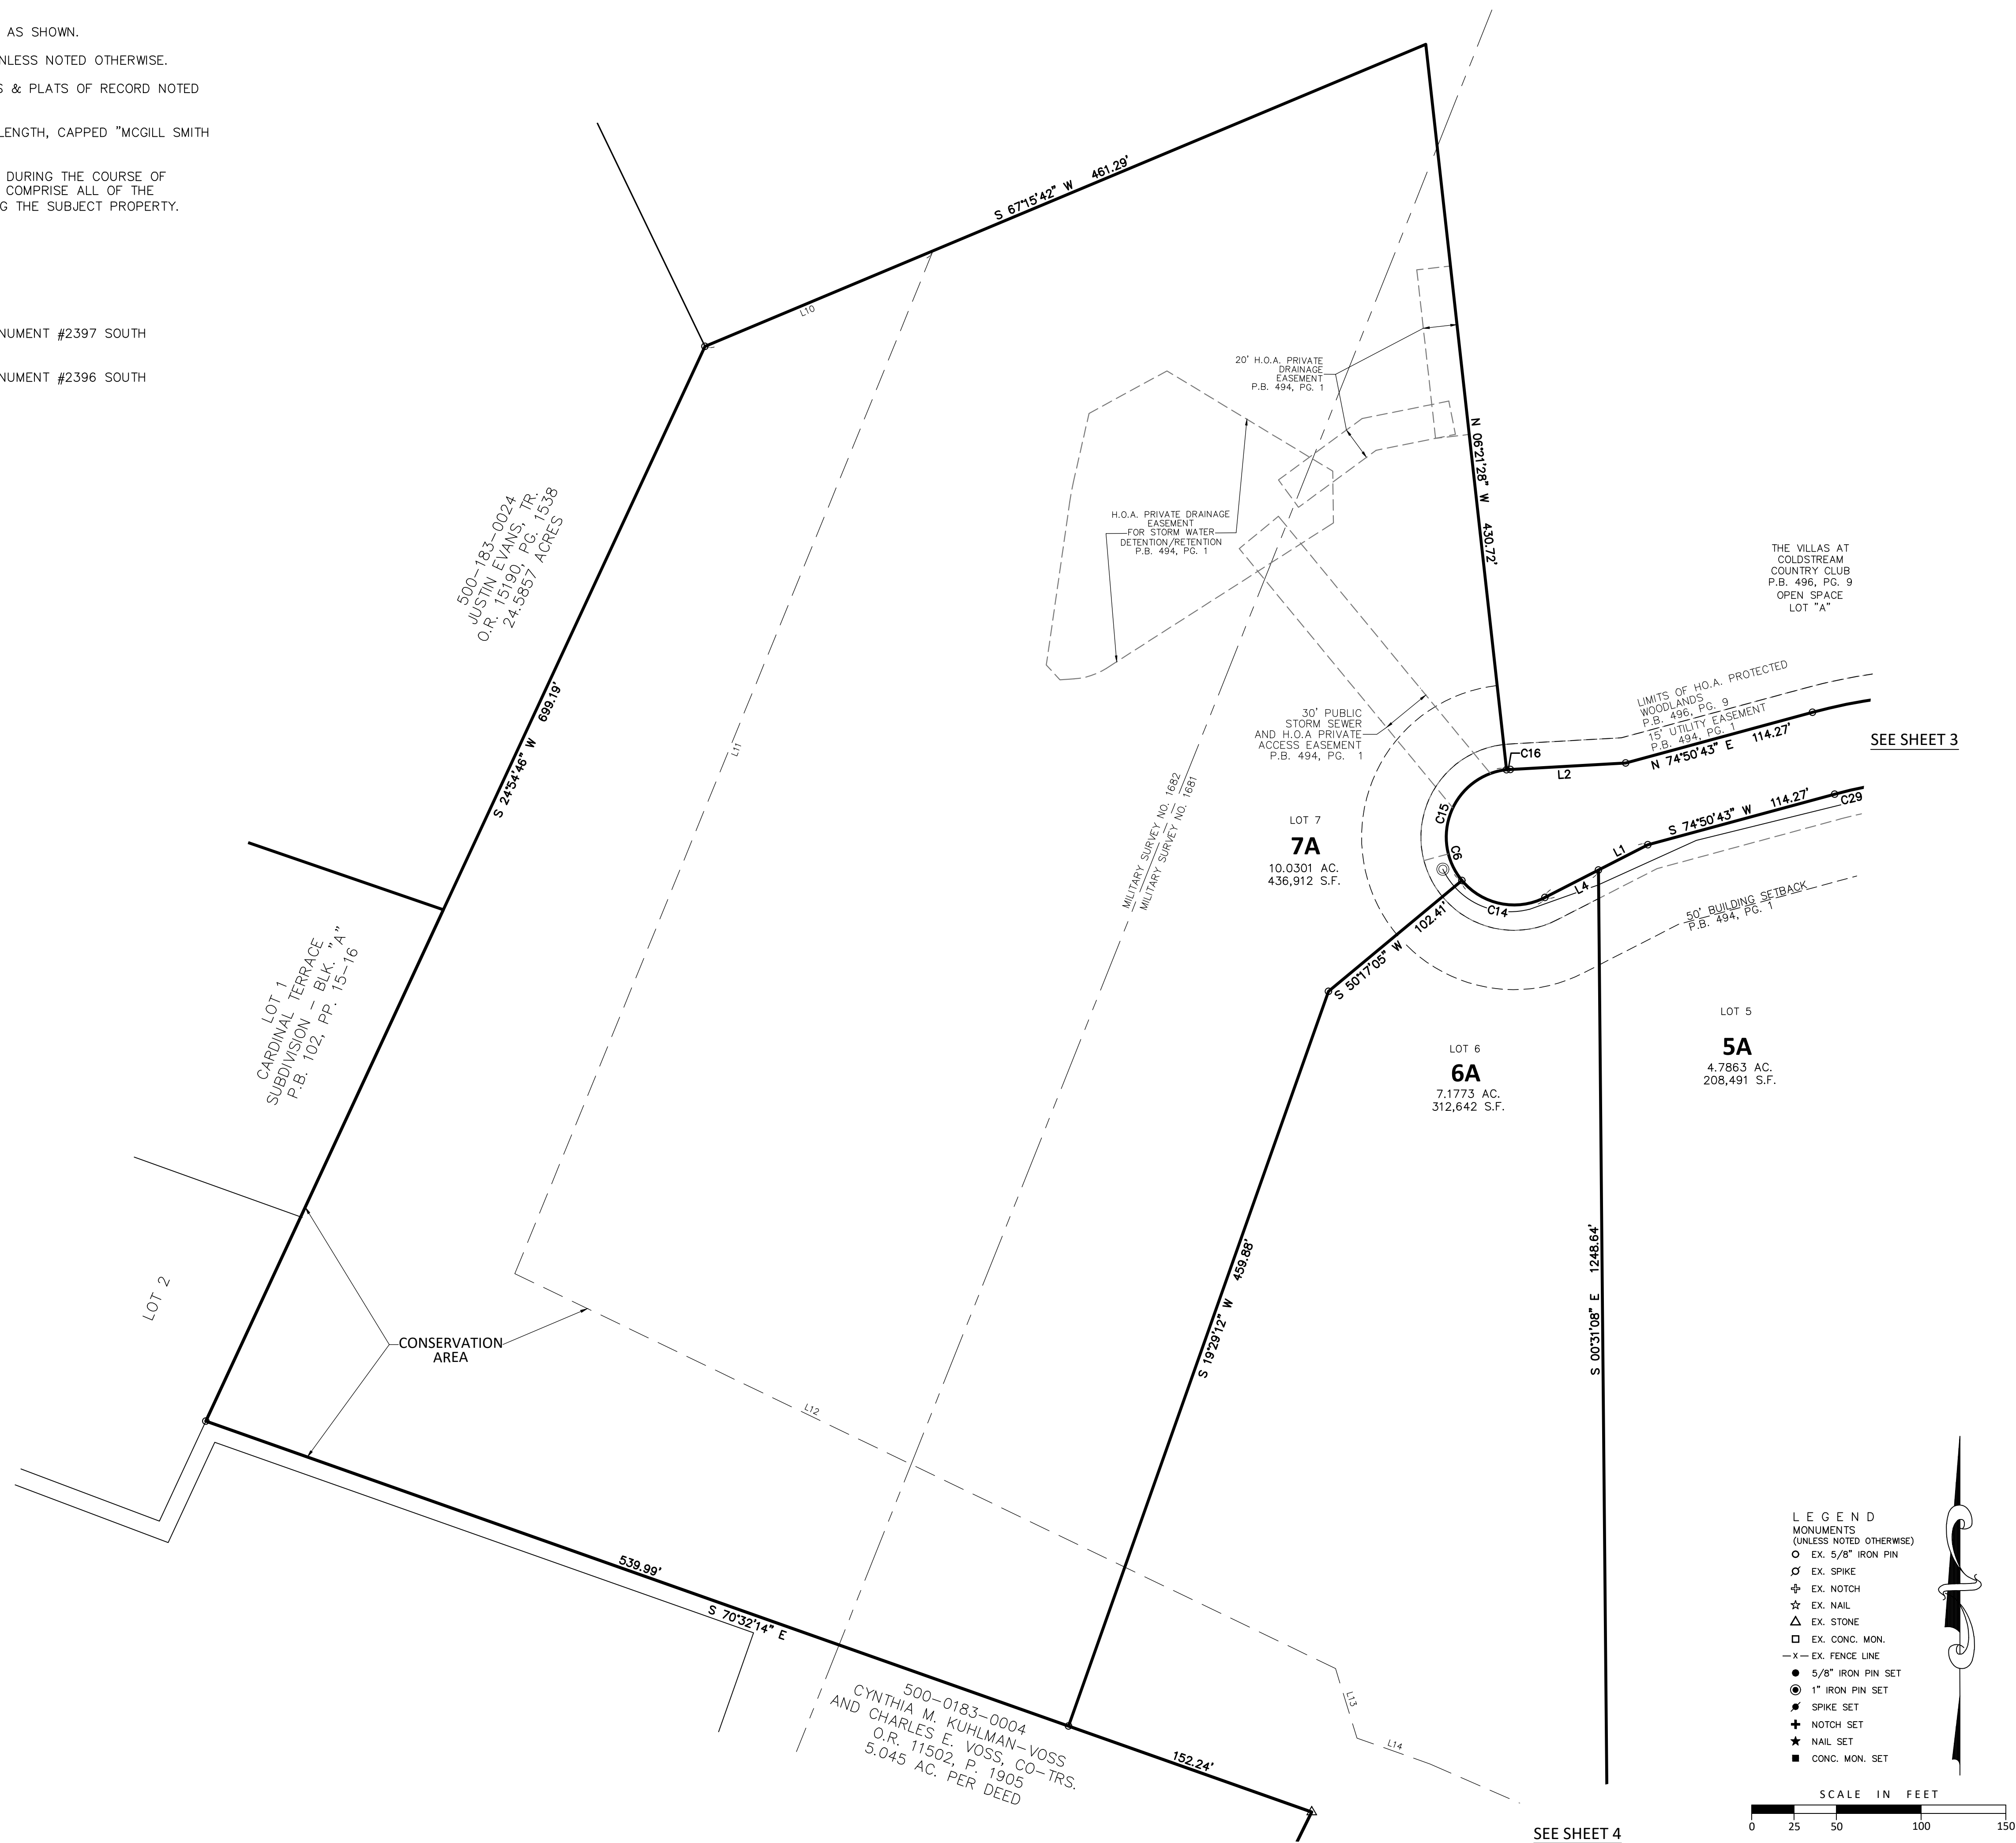 AS SHOWN.
NLESS NOTED OTHERWISE.
S & PLATS OF RECORD NOTED
LENGTH, CAPPED "MCGILL SMITH
DURING THE COURSE OF
COMPRISE ALL OF THE
G THE SUBJECT PROPERTY.
NUMENT #2397 SOUTH
NUMENT #2396 SOUTH
S 67°15'42" W 461.29'
L10
20' H.O.A. PRIVATE
DRAINAGE
EASEMENT
P.B. 494, PG. 1
N 06°21'28" W 430.72'
H.O.A. PRIVATE DRAINAGE
EASEMENT
FOR STORM WATER
DETENTION/RETENTION
P.B. 494, PG. 1
500-183-0024
JUSTIN EVANS, TR.
O.R. 15190, PG. 1538
24.5857 ACRES
THE VILLAS AT
COLDSTREAM
COUNTRY CLUB
P.B. 496, PG. 9
OPEN SPACE
LOT "A"
S 24°54'46" W 699.19'
L11
30' PUBLIC
STORM SEWER
AND H.O.A PRIVATE
ACCESS EASEMENT
P.B. 494, PG. 1
LIMITS OF HO.A. PROTECTED
WOODLANDS
P.B. 496, PG. 9
15' UTILITY EASEMENT
P.B. 494, PG. 1
N 74°50'43" E 114.27'
SEE SHEET 3
C16
L2
C15
C6
C14
L4
L1
S 74°50'43" W 114.27'
C29
MILITARY SURVEY NO. 1682
MILITARY SURVEY NO. 1681
LOT 7
7A
10.0301 AC.
436,912 S.F.
50' BUILDING SETBACK
P.B. 494, PG. 1
S 50°17'05" W 102.41'
LOT 1
CARDINAL TERRACE
SUBDIVISION - BLK. "A"
P.B. 102, PP. 15-16
LOT 6
6A
7.1773 AC.
312,642 S.F.
LOT 5
5A
4.7863 AC.
208,491 S.F.
S 19°29'12" W 459.88'
S 00°31'08" E 1248.64'
LOT 2
CONSERVATION
AREA
L12
539.99'
S 70°32'14" E
500-0183-0004
CYNTHIA M. KUHLMAN-VOSS
AND CHARLES E. VOSS, CO-TRS.
O.R. 11502, P. 1905
5.045 AC. PER DEED
152.24'
L13
L14
SEE SHEET 4
LEGEND
MONUMENTS
(UNLESS NOTED OTHERWISE)
EX. 5/8" IRON PIN
EX. SPIKE
EX. NOTCH
EX. NAIL
EX. STONE
EX. CONC. MON.
—X— EX. FENCE LINE
5/8" IRON PIN SET
1" IRON PIN SET
SPIKE SET
NOTCH SET
NAIL SET
CONC. MON. SET
SCALE IN FEET
0 25 50 100 150